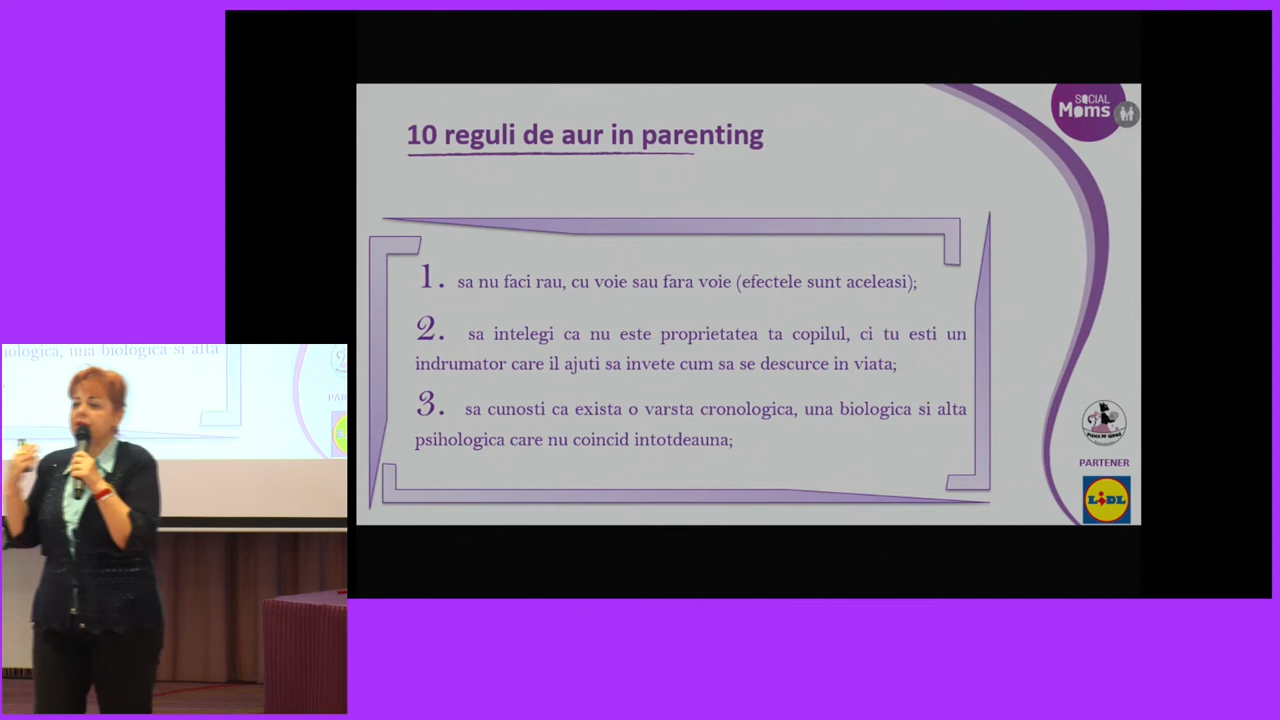 SOCIAL
Moms
10 reguli de aur in parenting
1. sa nu faci rau, cu voie sau fara voie (efectele sunt aceleasi);
2. sa intelegi ca nu este proprietatea ta copilul, ci tu esti un
indrumator care il ajuti sa invete cum sa se descurce in viata;
3. sa cunosti ca exista o varsta cronologica, una biologica si alta
psihologica care nu coincid intotdeauna;
PARTENER
LIDL
ologica, una biologica si alta
PAR